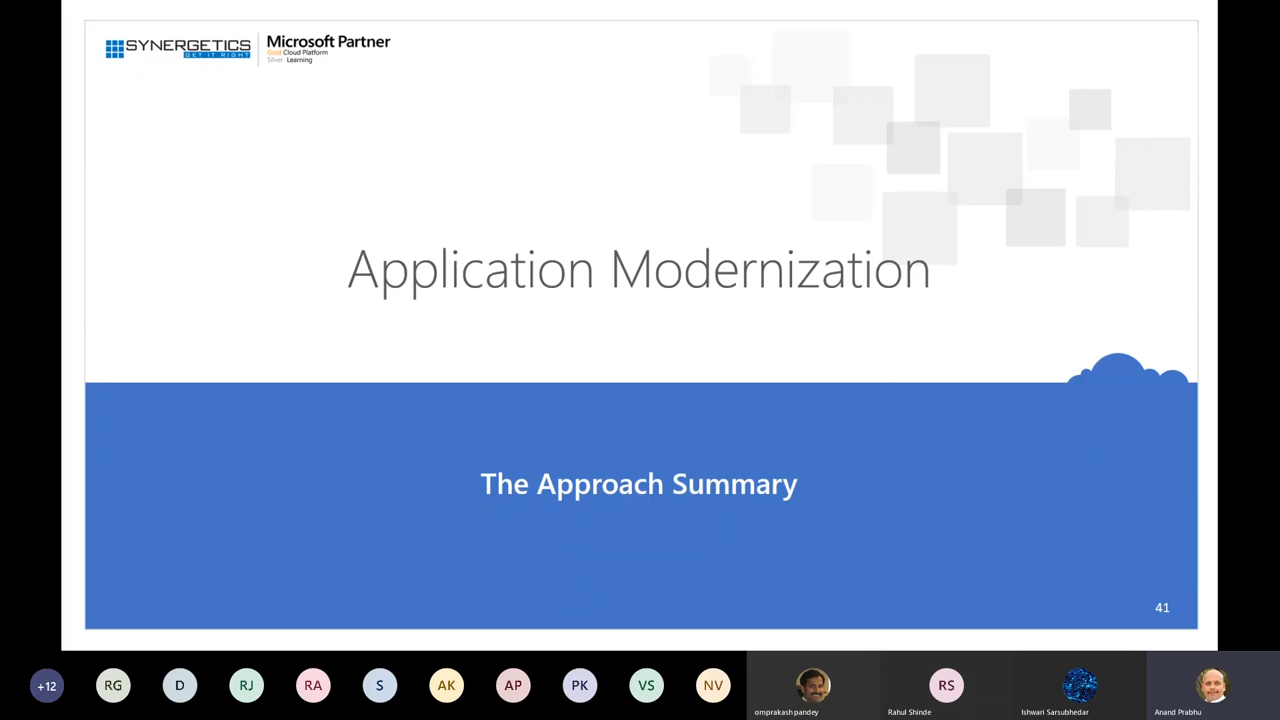 SYNERGETICS
GET IT RIGHT
Microsoft Partner
Gold Cloud Platform
Silver Learning
Application Modernization
The Approach Summary
41
+12
RG
D
RJ
RA
S
AK
AP
PK
VS
NV
omprakash pandey
RS
Rahul Shinde
Ishwari Sarsubhedar
Anand Prabhu